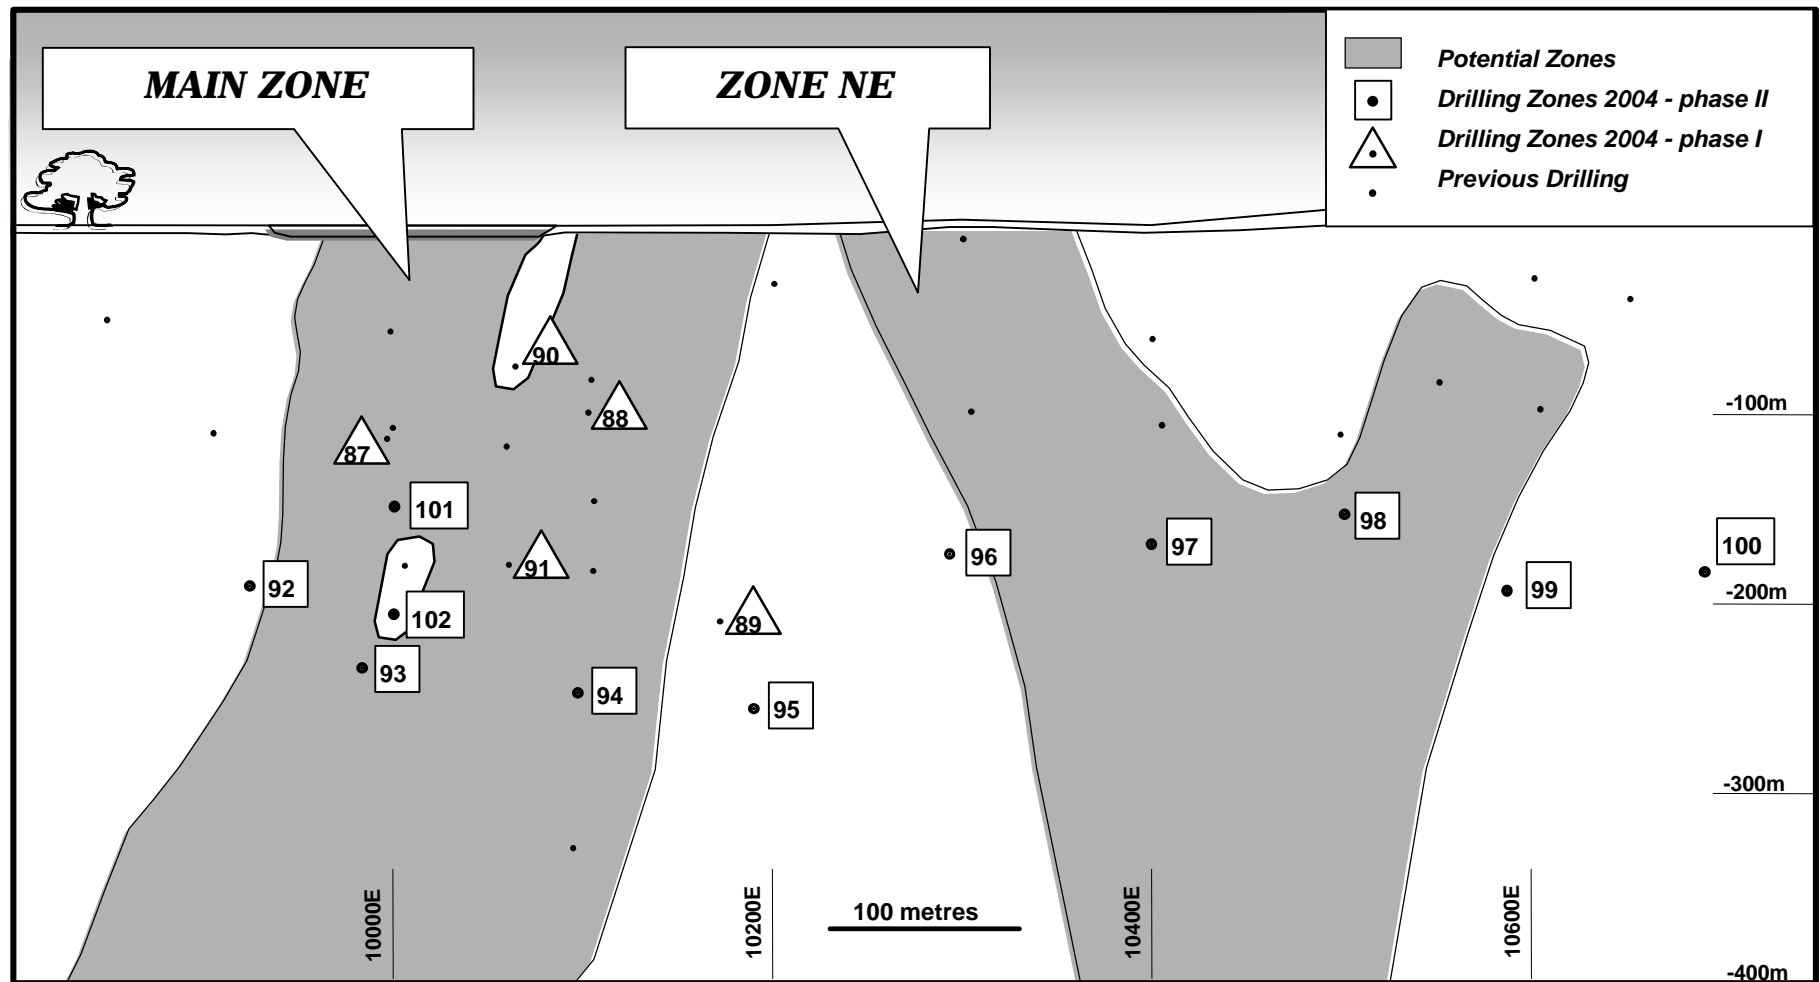 MAIN ZONE
ZONE NE
Potential Zones
Drilling Zones 2004 - phase II
Drilling Zones 2004 - phase I
Previous Drilling
90
88
87
-100m
101
98
100
91
96
97
92
99
-200m
102
89
93
94
95
-300m
10000E
10200E
100 metres
10400E
10600E
-400m